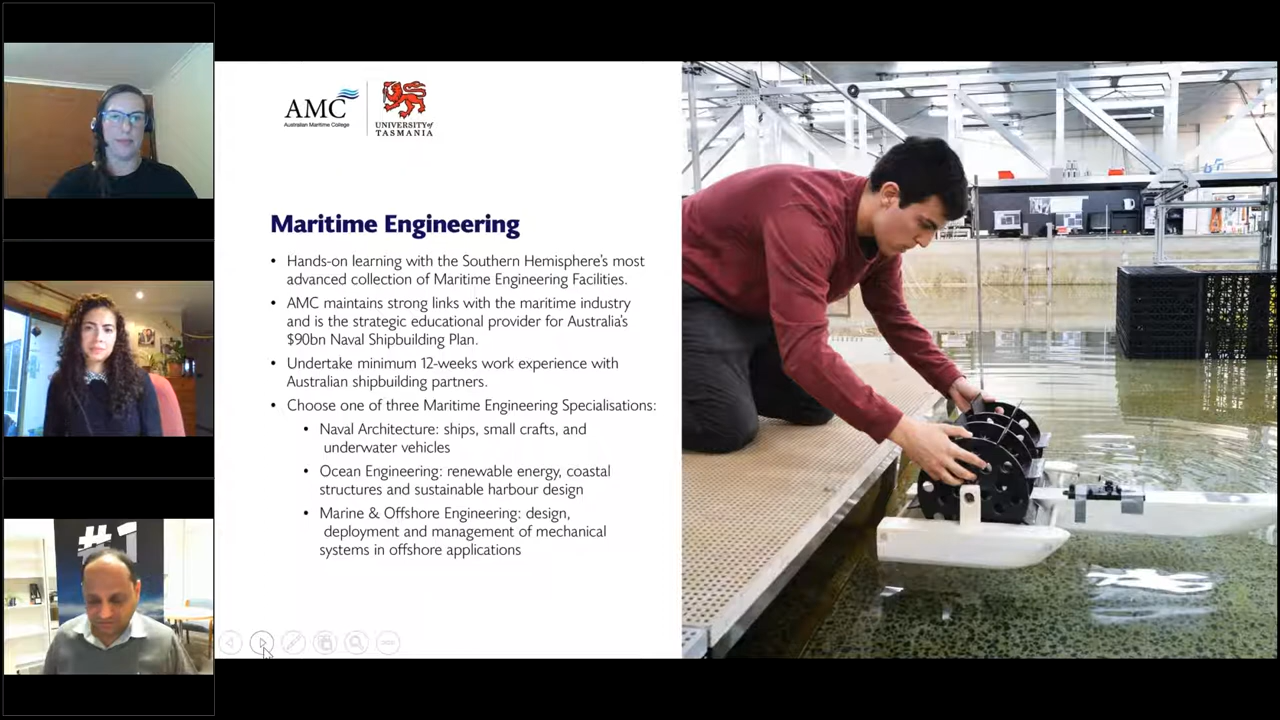 #1
AMC
Australian Maritime College
UNIVERSITY of
TASMANIA
Maritime Engineering
• Hands-on learning with the Southern Hemisphere's most
advanced collection of Maritime Engineering Facilities.
• AMC maintains strong links with the maritime industry
and is the strategic educational provider for Australia's
$90bn Naval Shipbuilding Plan.
• Undertake minimum 12-weeks work experience with
Australian shipbuilding partners.
• Choose one of three Maritime Engineering Specialisations:
• Naval Architecture: ships, small crafts, and
underwater vehicles
• Ocean Engineering: renewable energy, coastal
structures and sustainable harbour design
• Marine & Offshore Engineering: design,
deployment and management of mechanical
systems in offshore applications